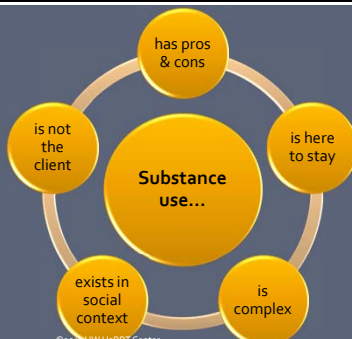 has pros
& cons
is here
to stay
is
complex
exists in
social
context
is not
the
client
Substance
use...